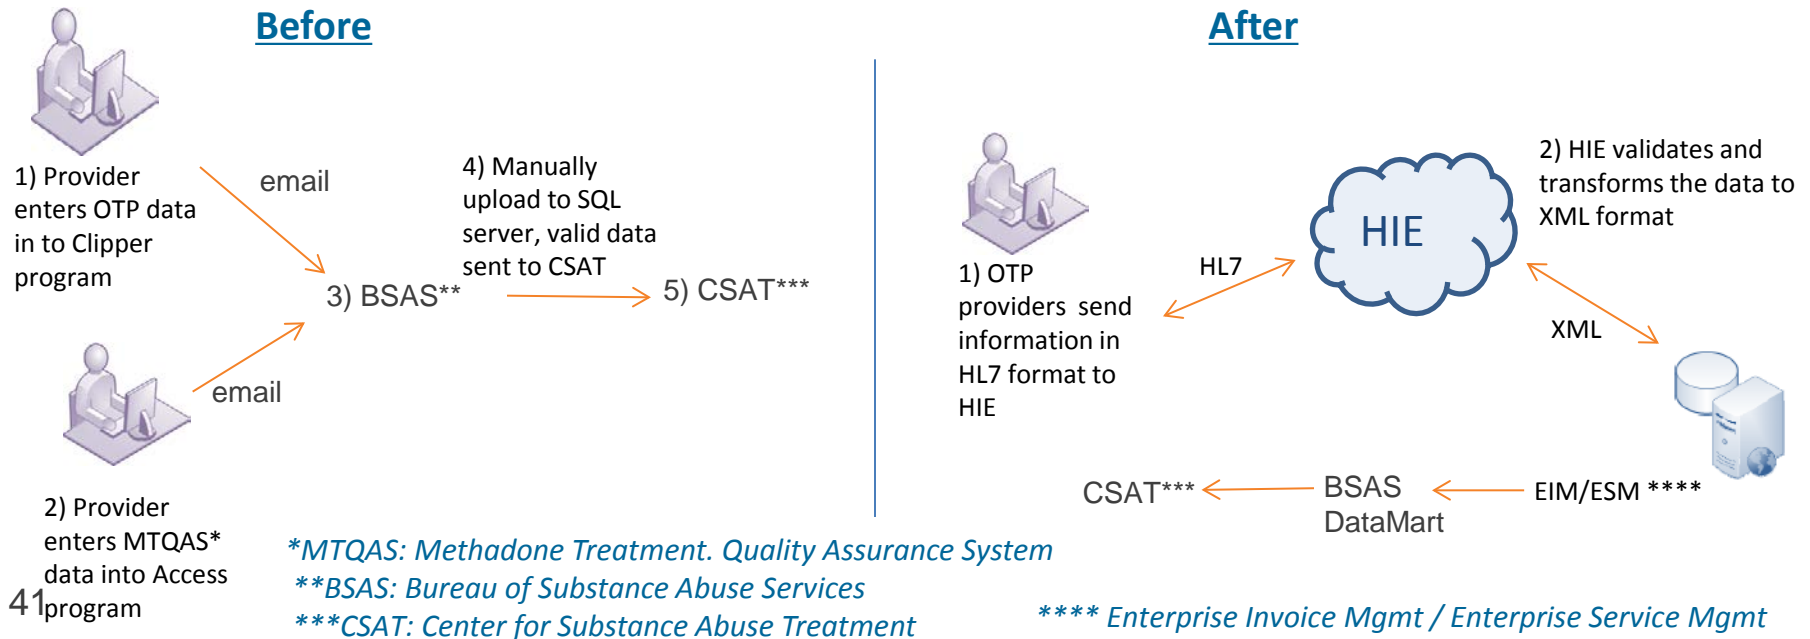 Before
1) Provider
enters OTP data
in to Clipper
program
email
2) Provider
enters MTQAS*
data into Access
program
email
3) BSAS**
4) Manually
upload to SQL
server, valid data
sent to CSAT
5) CSAT***
After
1) OTP
providers send
information in
HL7 format to
HIE
HL7
HIE
2) HIE validates and
transforms the data to
XML format
XML
EIM/ESM ****
BSAS
DataMart
CSAT***
*MTQAS: Methadone Treatment. Quality Assurance System
**BSAS: Bureau of Substance Abuse Services
***CSAT: Center for Substance Abuse Treatment
**** Enterprise Invoice Mgmt / Enterprise Service Mgmt
41